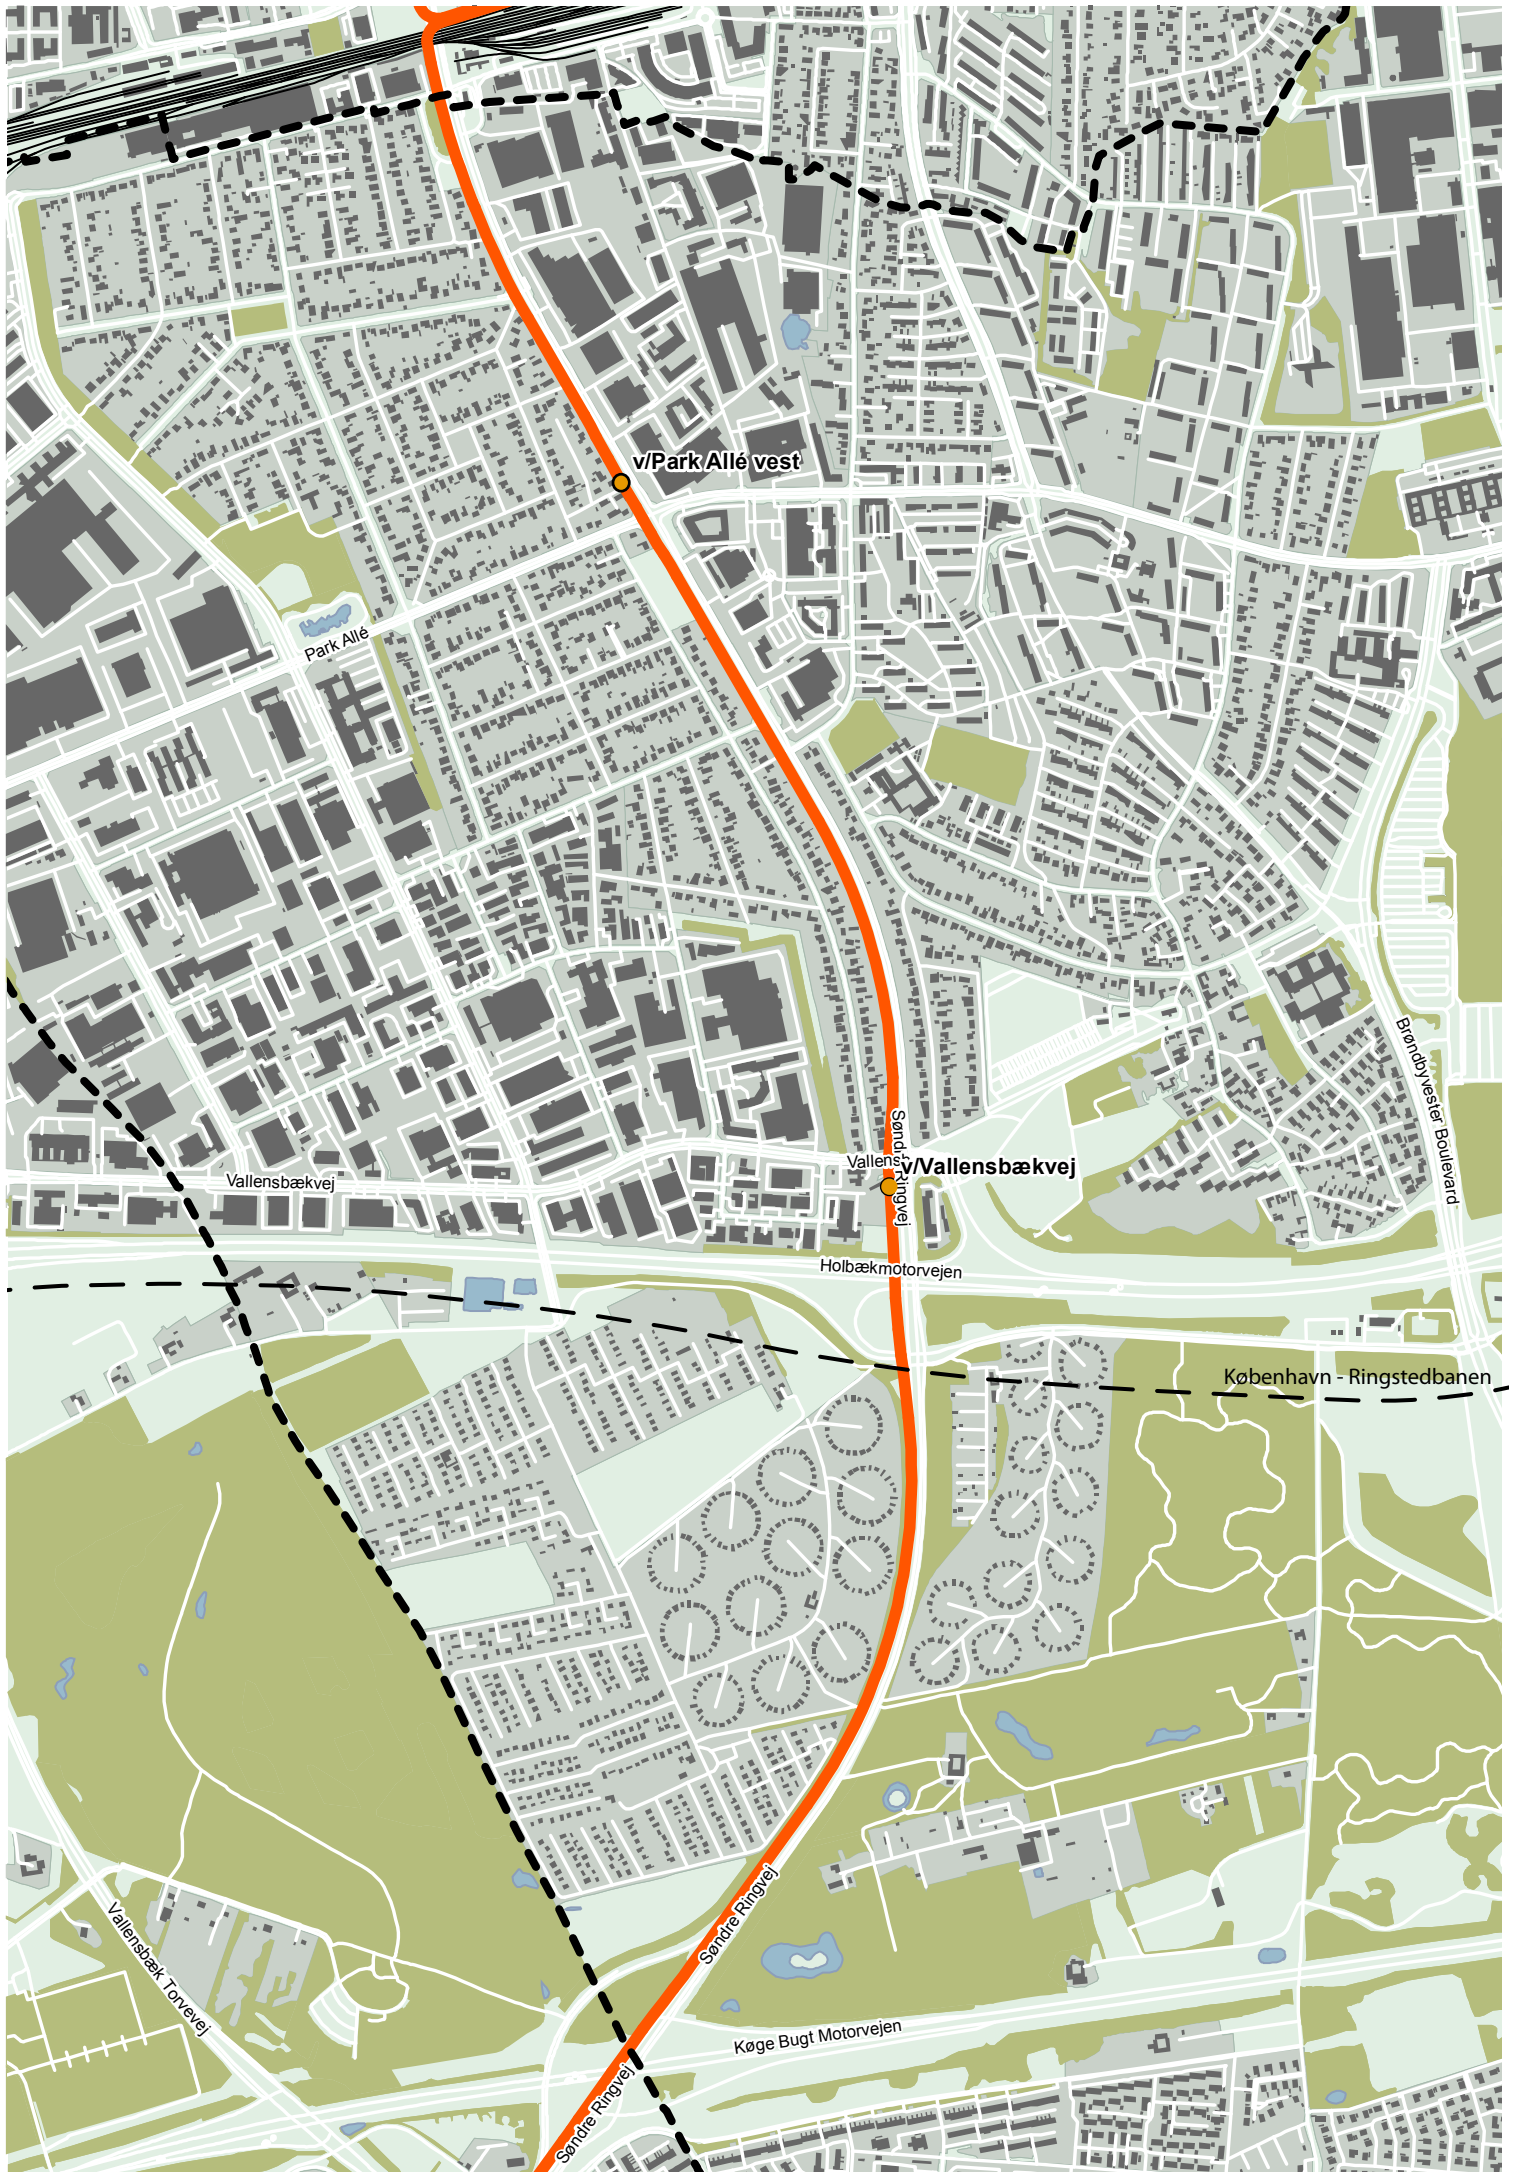 v/Park Allé vest
Park Allé
Brøndbyvester Boulevard
Søndre Ringvej
v/Vallensbækvej
Vallensbækvej
Holbækmotorvejen
København - Ringstedbanen
Søndre Ringvej
Vallensbæk Torvevej
Køge Bugt Motorvejen
Søndre Ringvej